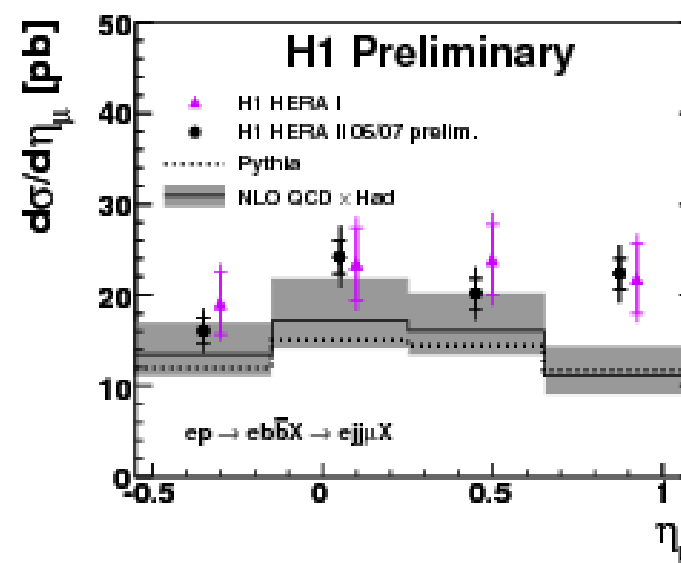 H1 Preliminary
dσ/dημ [pb]
H1 HERA I
H1 HERA II 06/07 prelim.
Pythia
NLO QCD × Had
50
40
30
20
10
0
ep → ebb̅X → ejjμX
-0.5 0 0.5 1
η